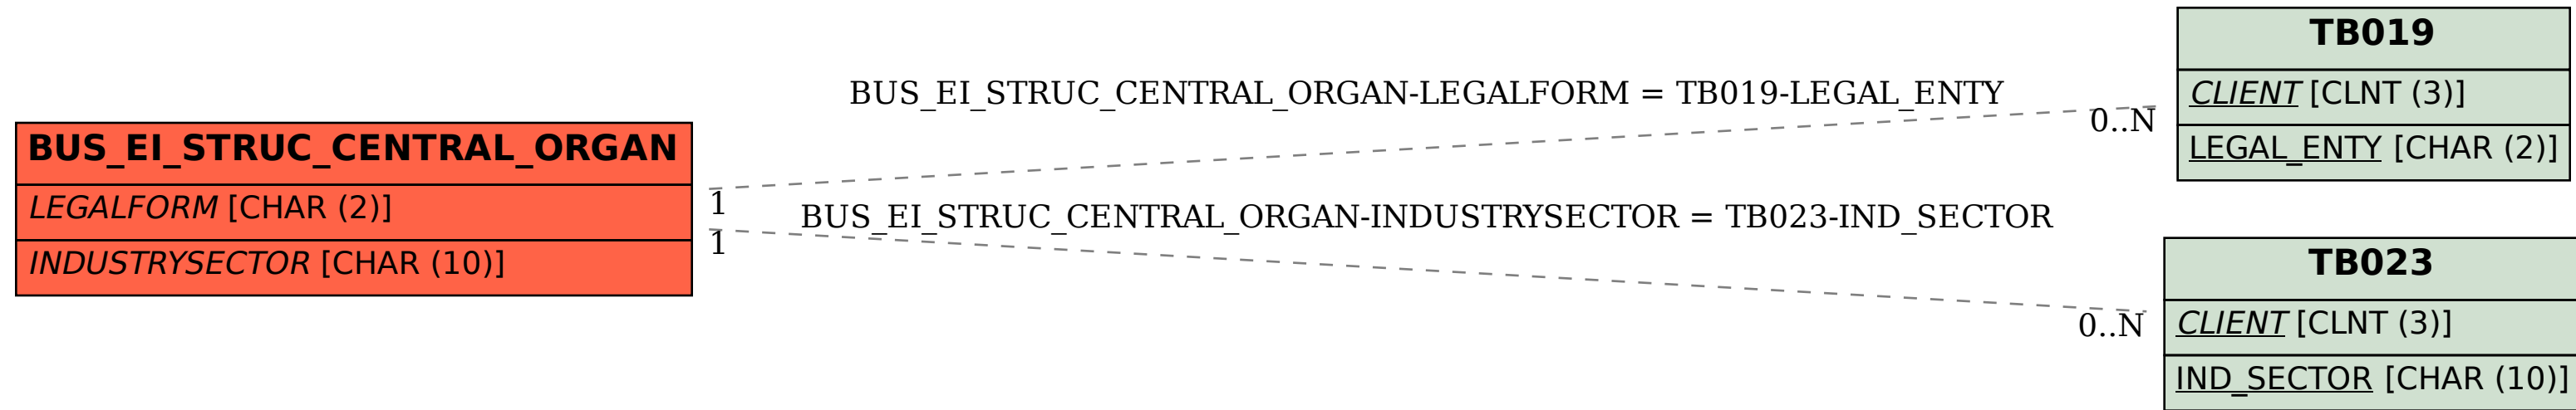 BUS_EI_STRUC_CENTRAL_ORGAN
LEGALFORM [CHAR (2)]
INDUSTRYSECTOR [CHAR (10)]
BUS_EI_STRUC_CENTRAL_ORGAN-LEGALFORM = TB019-LEGAL_ENTY
1
0..N
BUS_EI_STRUC_CENTRAL_ORGAN-INDUSTRYSECTOR = TB023-IND_SECTOR
1
0..N
TB019
CLIENT [CLNT (3)]
LEGAL_ENTY [CHAR (2)]
TB023
CLIENT [CLNT (3)]
IND_SECTOR [CHAR (10)]